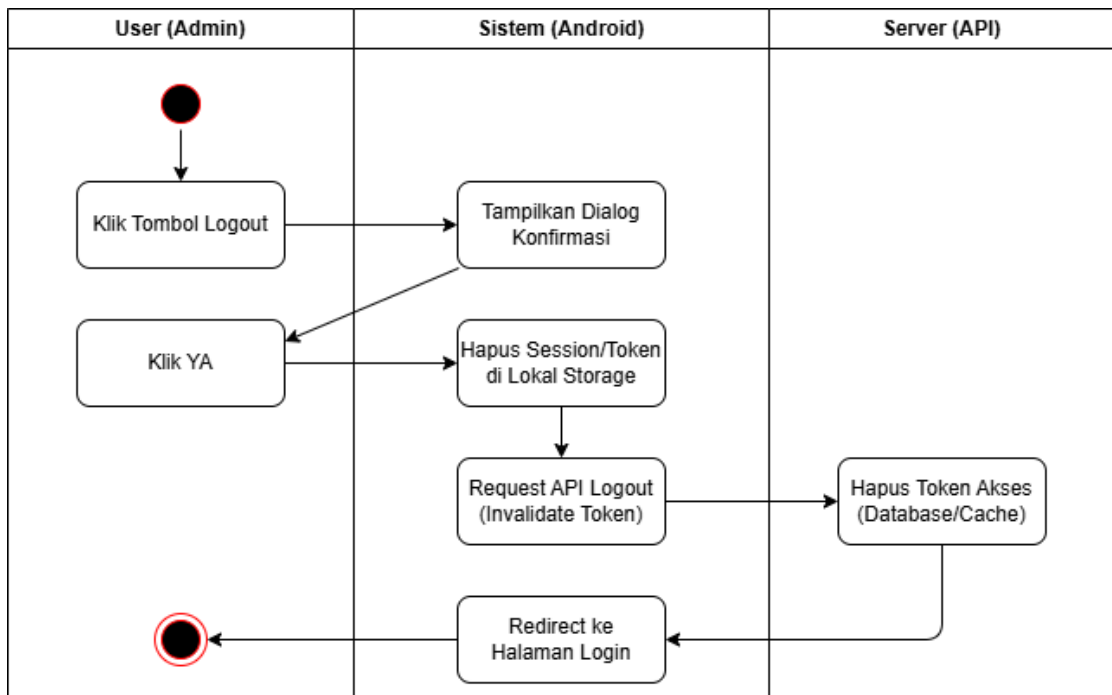 User (Admin)
Sistem (Android)
Server (API)
Klik Tombol Logout
Tampilkan Dialog
Konfirmasi
Klik YA
Hapus Session/Token
di Lokal Storage
Request API Logout
(Invalidate Token)
Hapus Token Akses
(Database/Cache)
Redirect ke
Halaman Login